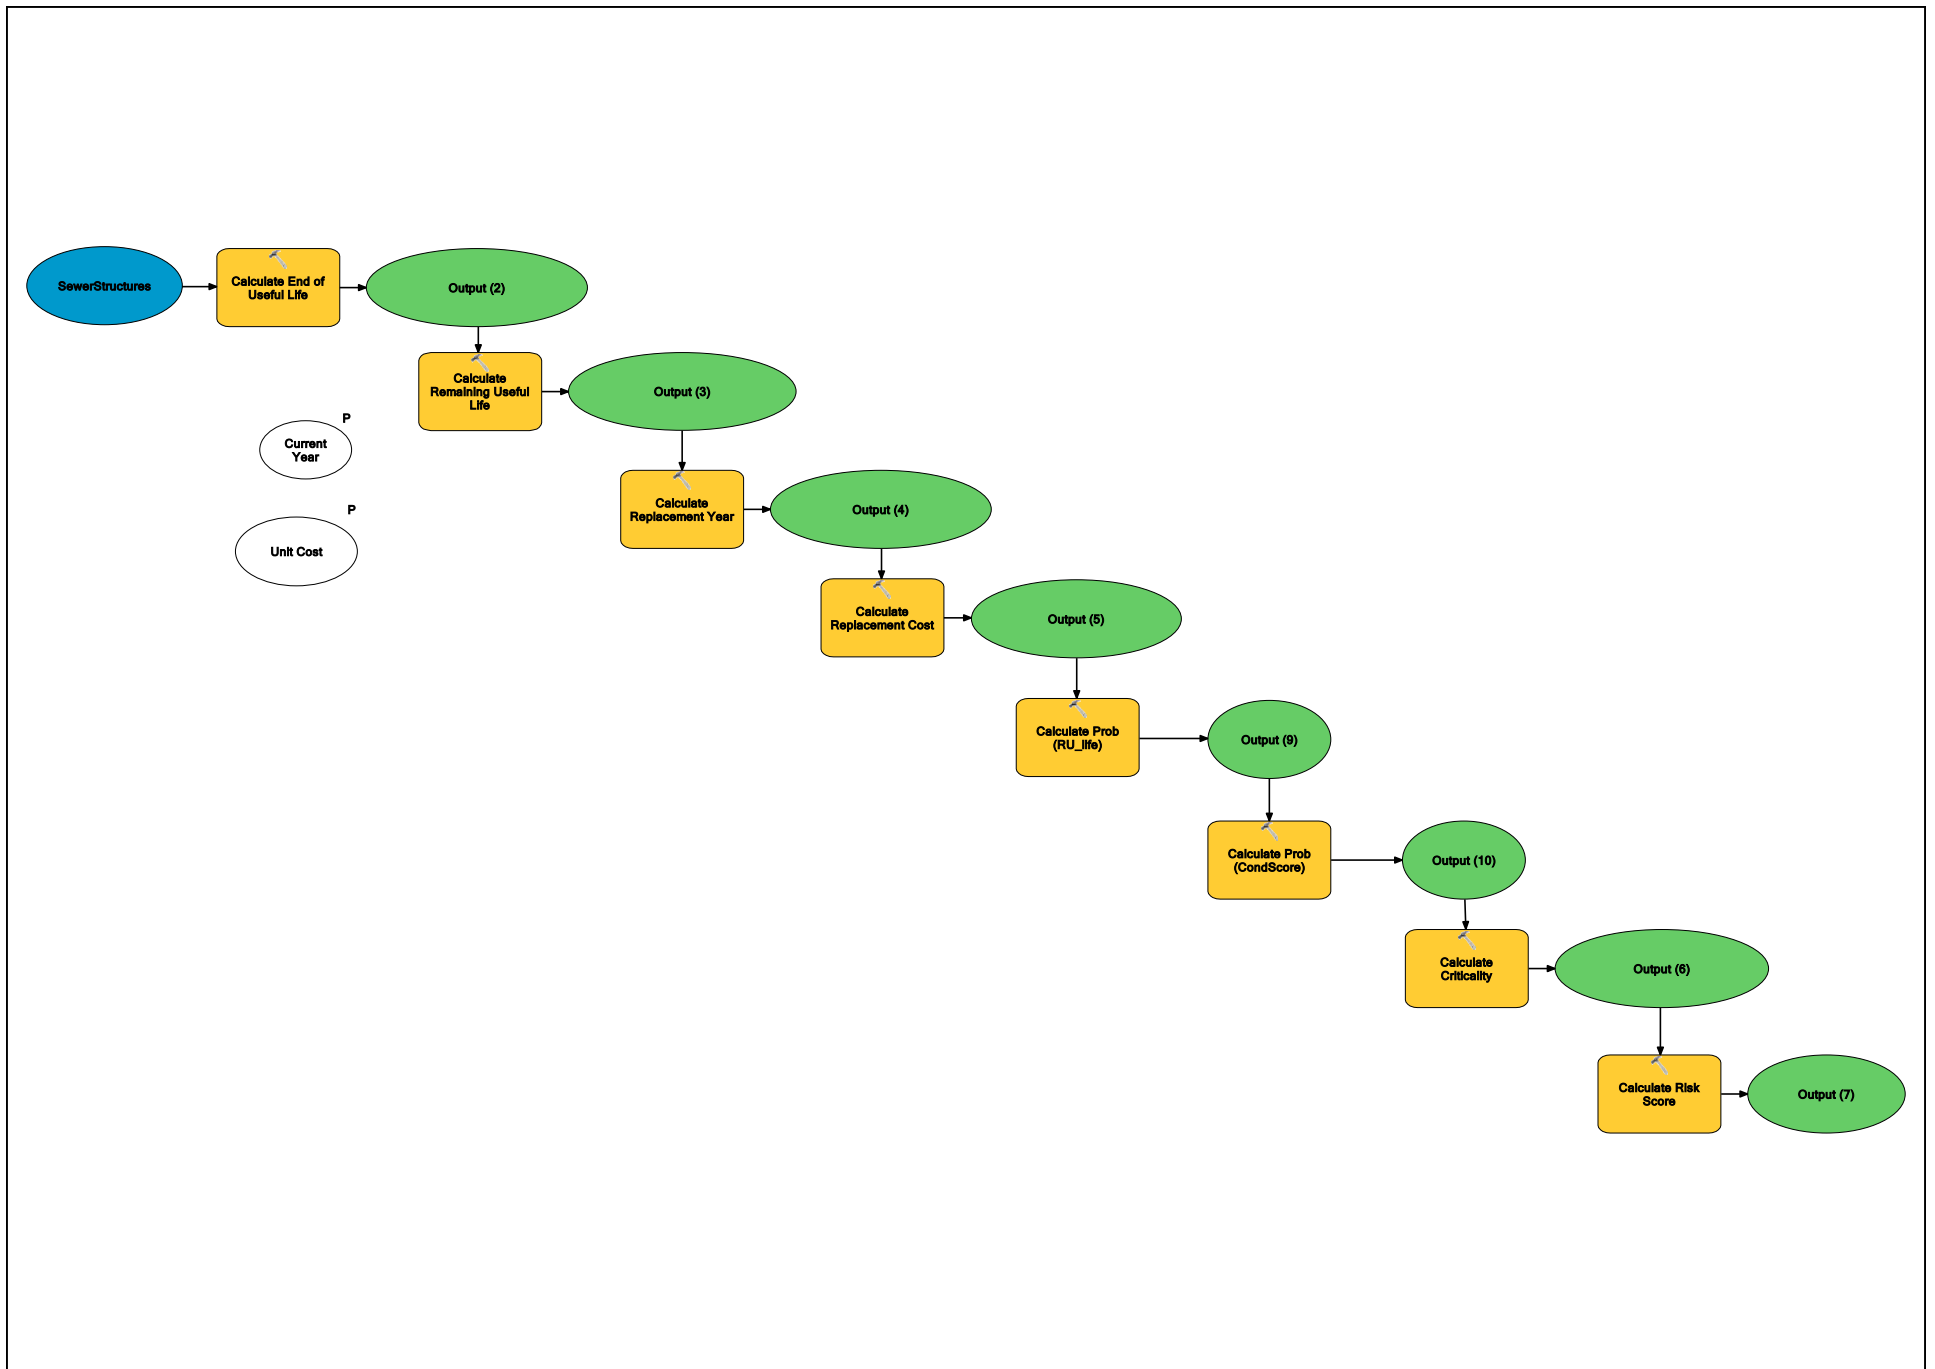 SewerStructures
Calculate End of
Useful Life
Output (2)
Calculate
Remaining Useful
Life
Output (3)
P
Current
Year
Calculate
Replacement Year
Output (4)
P
Unit Cost
Calculate
Replacement Cost
Output (5)
Calculate Prob
(RU_life)
Output (9)
Calculate Prob
(CondScore)
Output (10)
Calculate
Criticality
Output (6)
Calculate Risk
Score
Output (7)